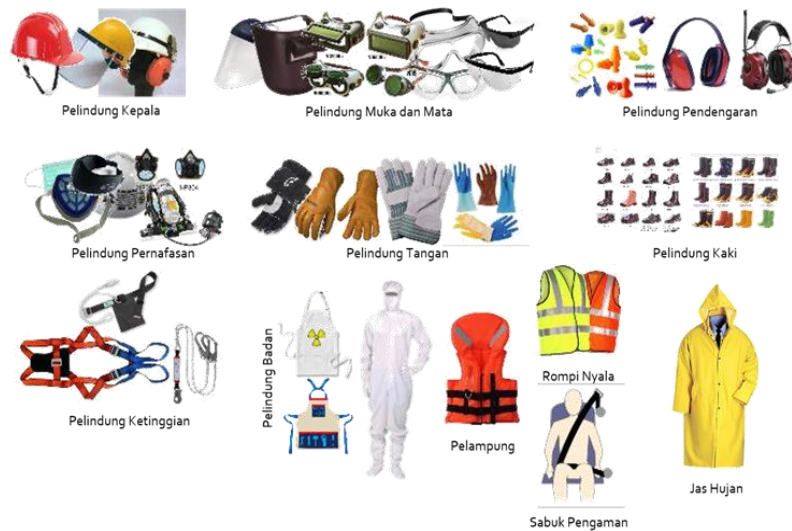 Pelindung Kepala
Pelindung Muka dan Mata
Pelindung Pendengaran
Pelindung Pernafasan
Pelindung Tangan
Pelindung Kaki
Pelindung Ketinggian
Pelindung Badan
Pelampung
Rompi Nyala
Sabuk Pengaman
Jas Hujan